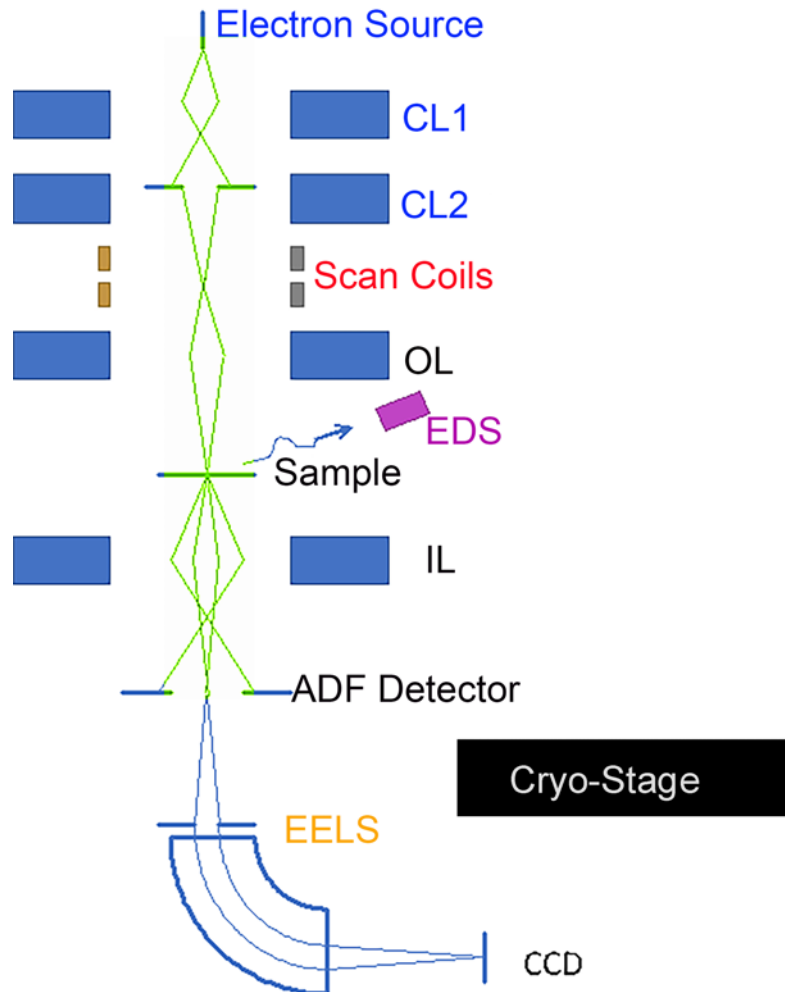 Electron Source
CL1
CL2
Scan Coils
OL
EDS
Sample
IL
ADF Detector
Cryo-Stage
EELS
CCD